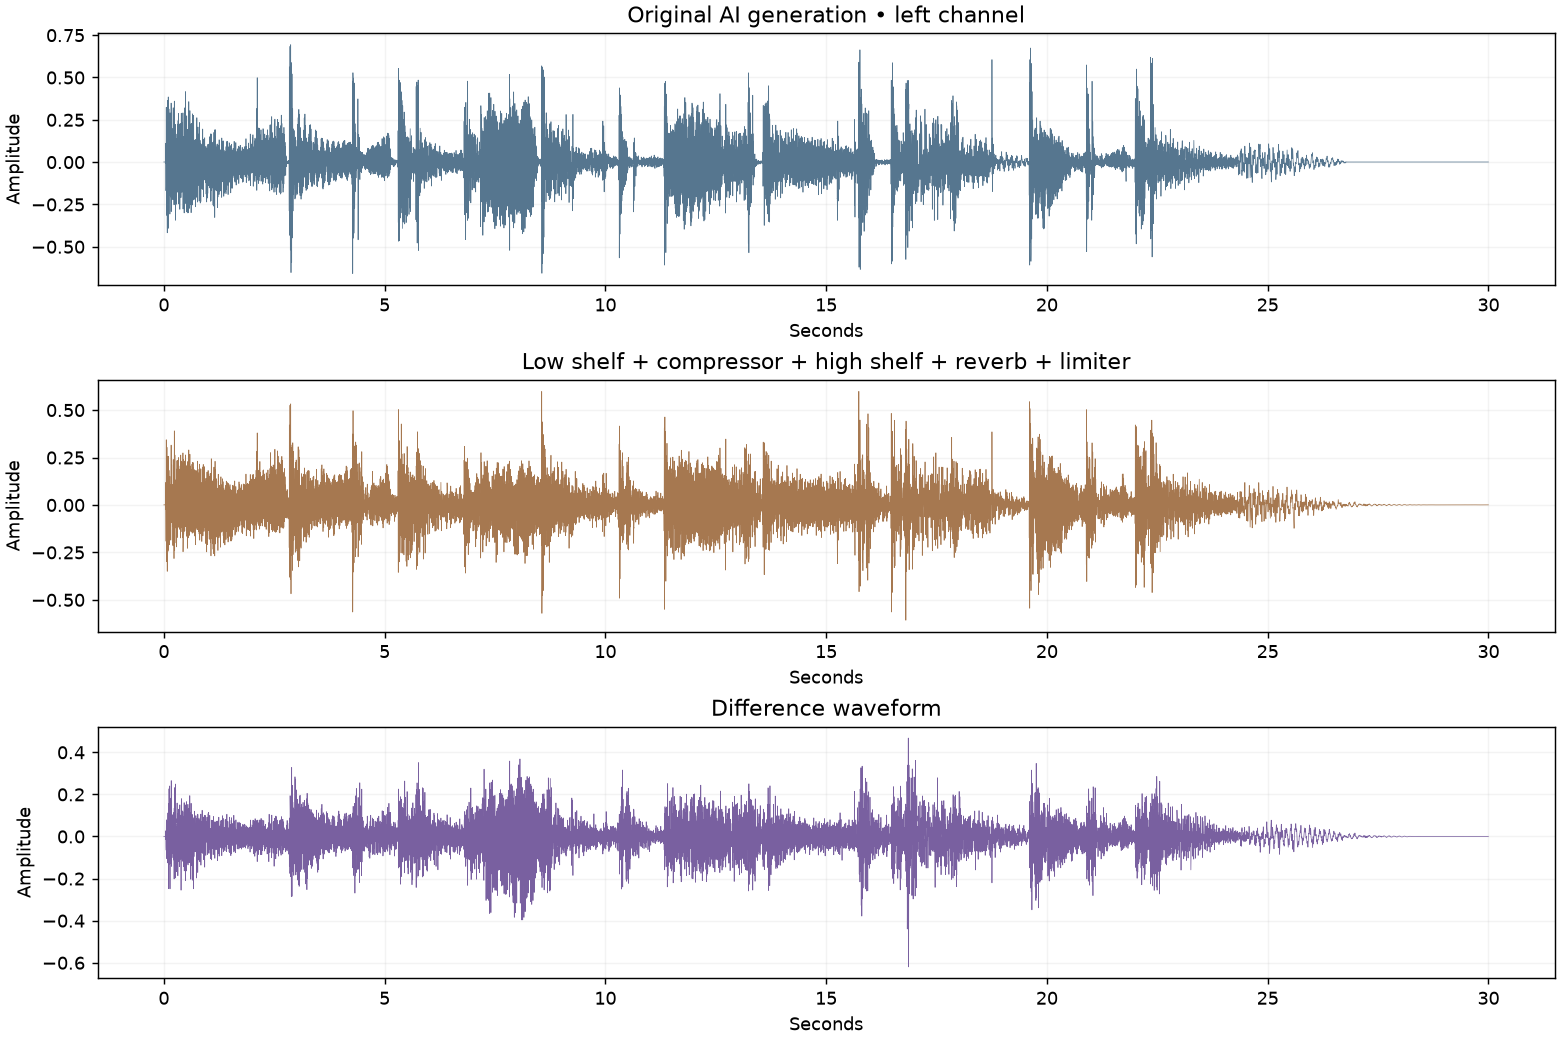 Original AI generation • left channel
0.75
0.50
0.25
0.00
−0.25
−0.50
Amplitude
0 5 10 15 20 25 30
Seconds
Low shelf + compressor + high shelf + reverb + limiter
0.50
0.25
0.00
−0.25
−0.50
Amplitude
0 5 10 15 20 25 30
Seconds
Difference waveform
0.4
0.2
0.0
−0.2
−0.4
−0.6
Amplitude
0 5 10 15 20 25 30
Seconds